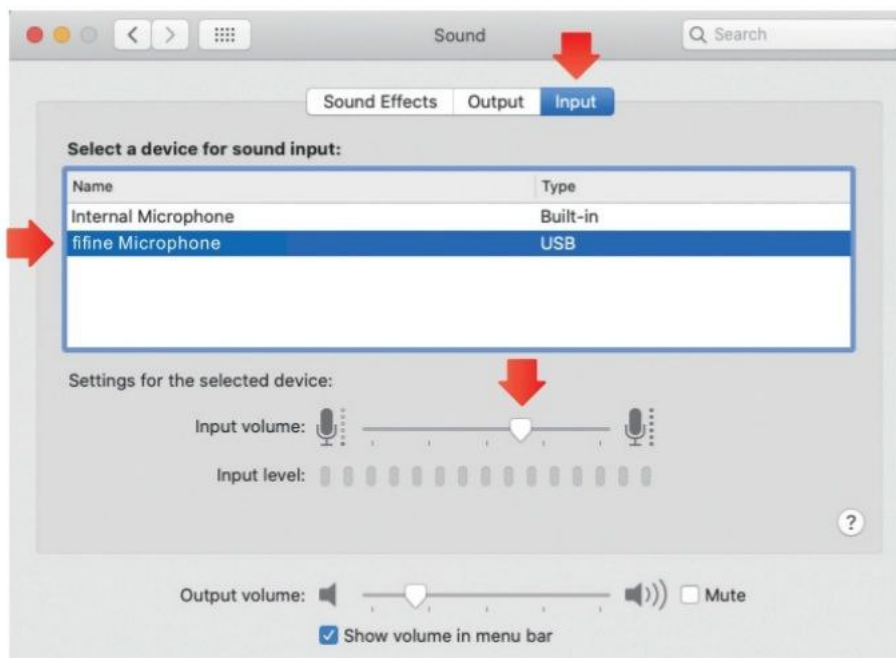 Sound
Search
Sound Effects Output Input
Select a device for sound input:
Name Type
Internal Microphone Built-in
fifine Microphone USB
Settings for the selected device:
Input volume:
Input level:
?
Output volume: Mute
Show volume in menu bar